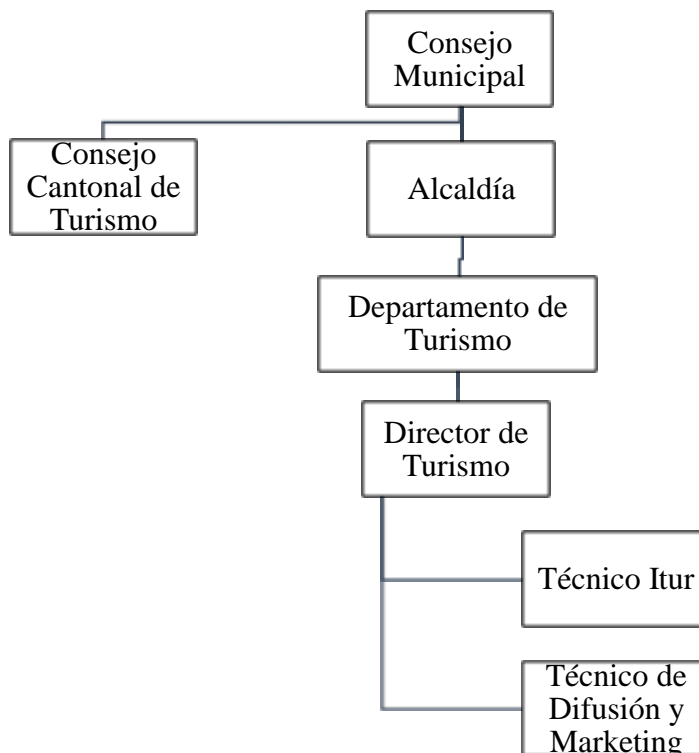 Consejo
Municipal
Consejo
Cantonal de
Turismo
Alcaldía
Departamento de
Turismo
Director de
Turismo
Técnico Itur
Técnico de
Difusión y
Marketing